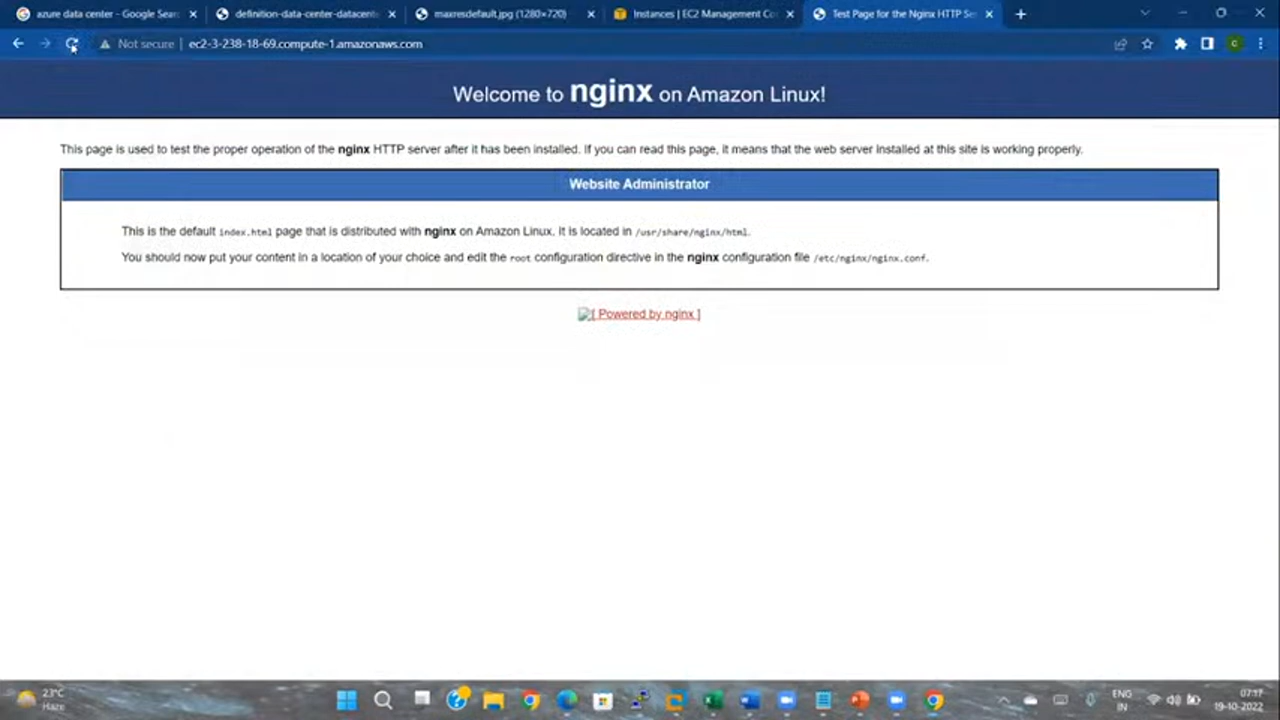 azure data center - Google Sear
definition-data-center-datacente
maxresdefault.jpg (1280×720)
Instances | EC2 Management Co
Test Page for the Nginx HTTP Se
Not secure
ec2-3-238-18-69.compute-1.amazonaws.com
Welcome to nginx on Amazon Linux!
This page is used to test the proper operation of the nginx HTTP server after it has been installed. If you can read this page, it means that the web server installed at this site is working properly.
Website Administrator
This is the default index.html page that is distributed with nginx on Amazon Linux. It is located in /usr/share/nginx/html.
You should now put your content in a location of your choice and edit the root configuration directive in the nginx configuration file /etc/nginx/nginx.conf.
[ Powered by nginx ]
23°C
Haze
ENG
IN
07:17
19-10-2022